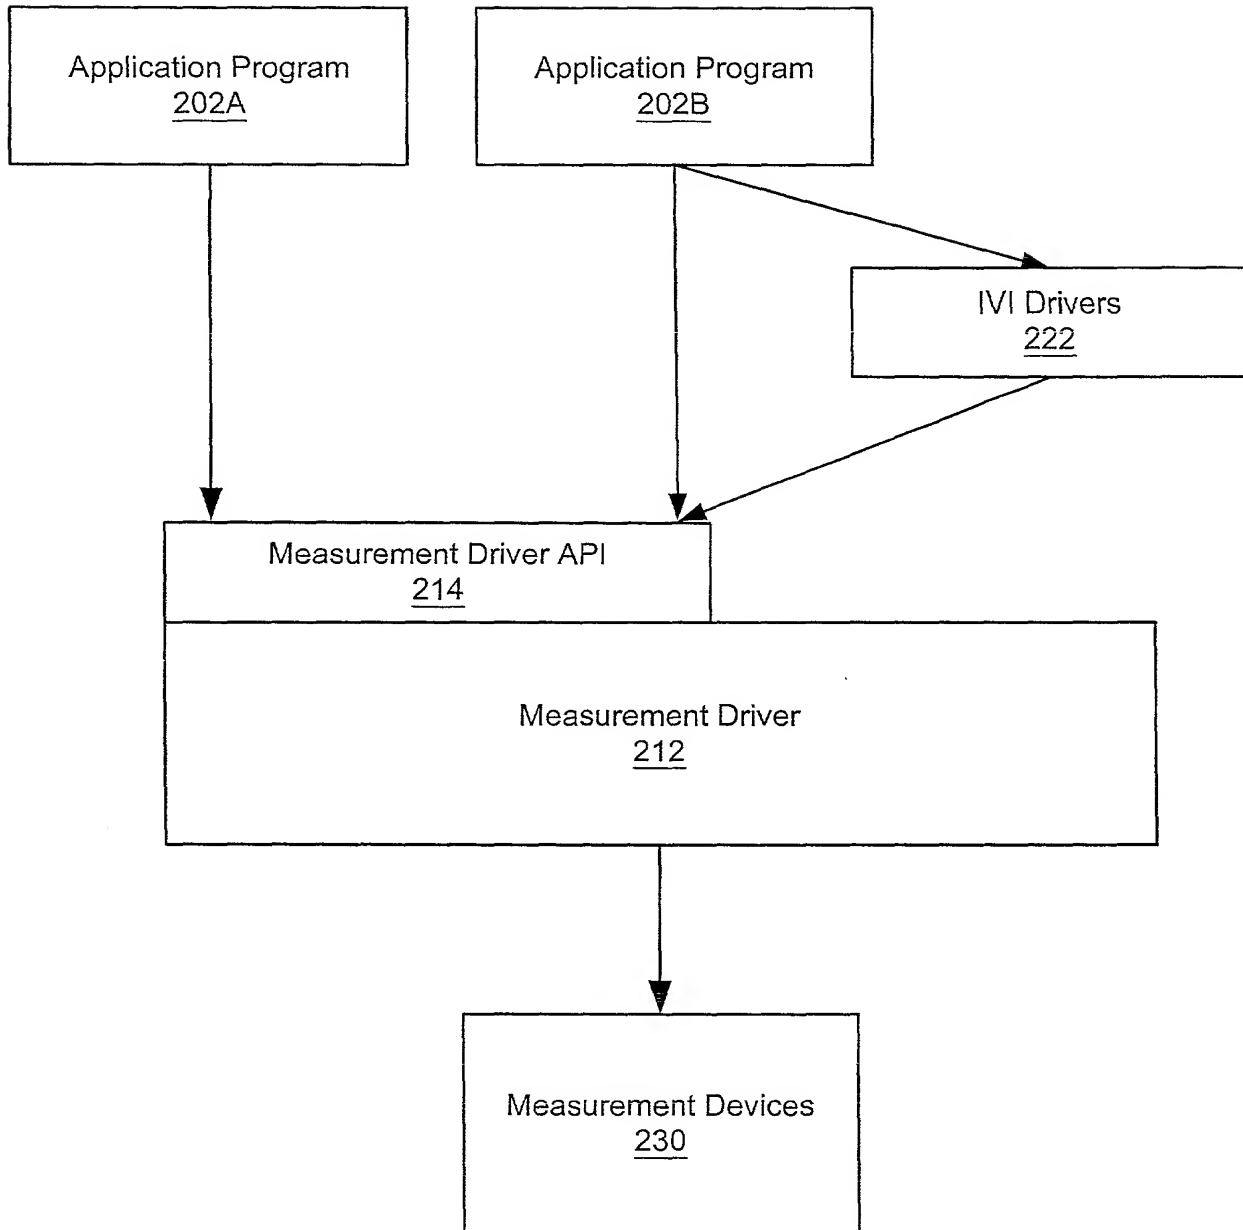 Application Program
202A
Application Program
202B
IVI Drivers
222
Measurement Driver API
214
Measurement Driver
212
Measurement Devices
230